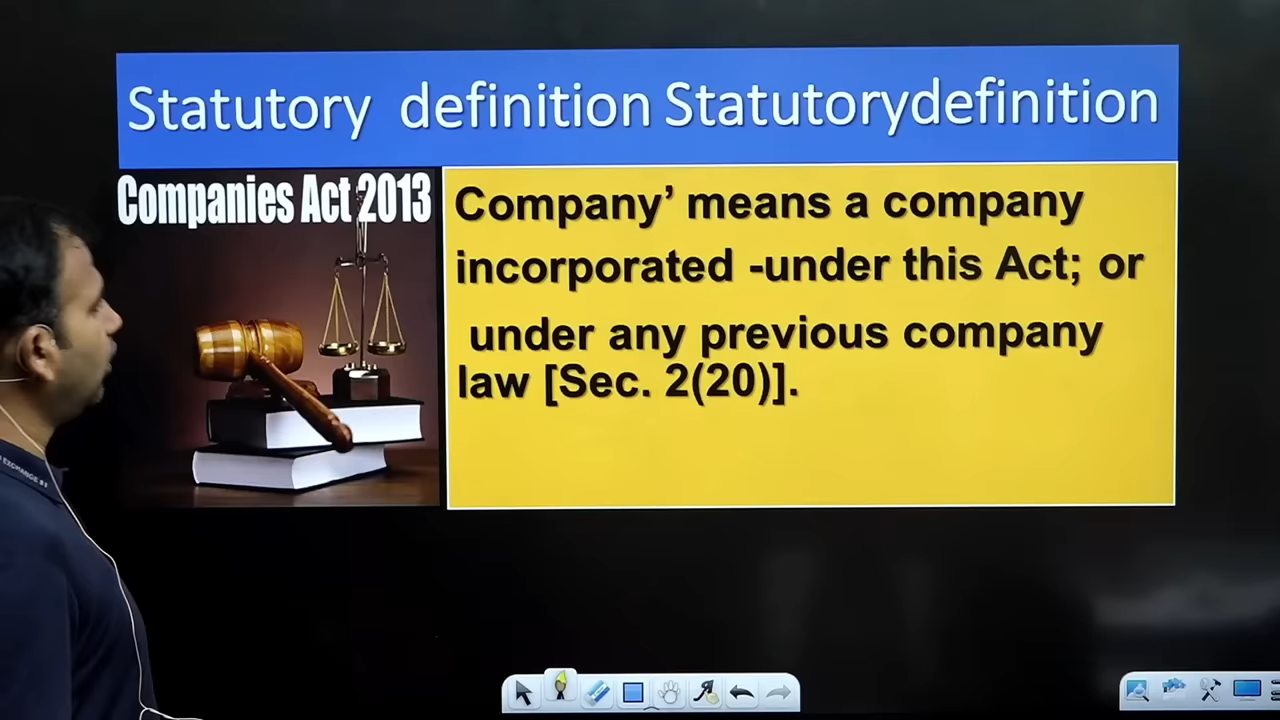 Statutory definition Statutorydefinition
Companies Act 2013
Company’ means a company
incorporated -under this Act; or
under any previous company
law [Sec. 2(20)].